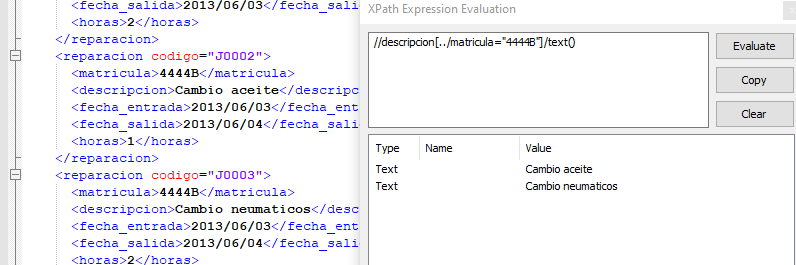 <fecha_salida>2013/06/03</fecha_sali
<horas>2</horas>
</reparacion>
<reparacion codigo="J0002">
<matricula>4444B</matricula>
<descripcion>Cambio aceite</descripc
<fecha_entrada>2013/06/03</fecha_ent
<fecha_salida>2013/06/04</fecha_sali
<horas>1</horas>
</reparacion>
<reparacion codigo="J0003">
<matricula>4444B</matricula>
<descripcion>Cambio neumaticos</des
<fecha_entrada>2013/06/03</fecha_ent
<fecha_salida>2013/06/04</fecha_sali
<horas>2</horas>
XPath Expression Evaluation
//descripcion[../matricula="4444B"]/text()
Evaluate
Copy
Clear
Type Name Value
Text Cambio aceite
Text Cambio neumaticos